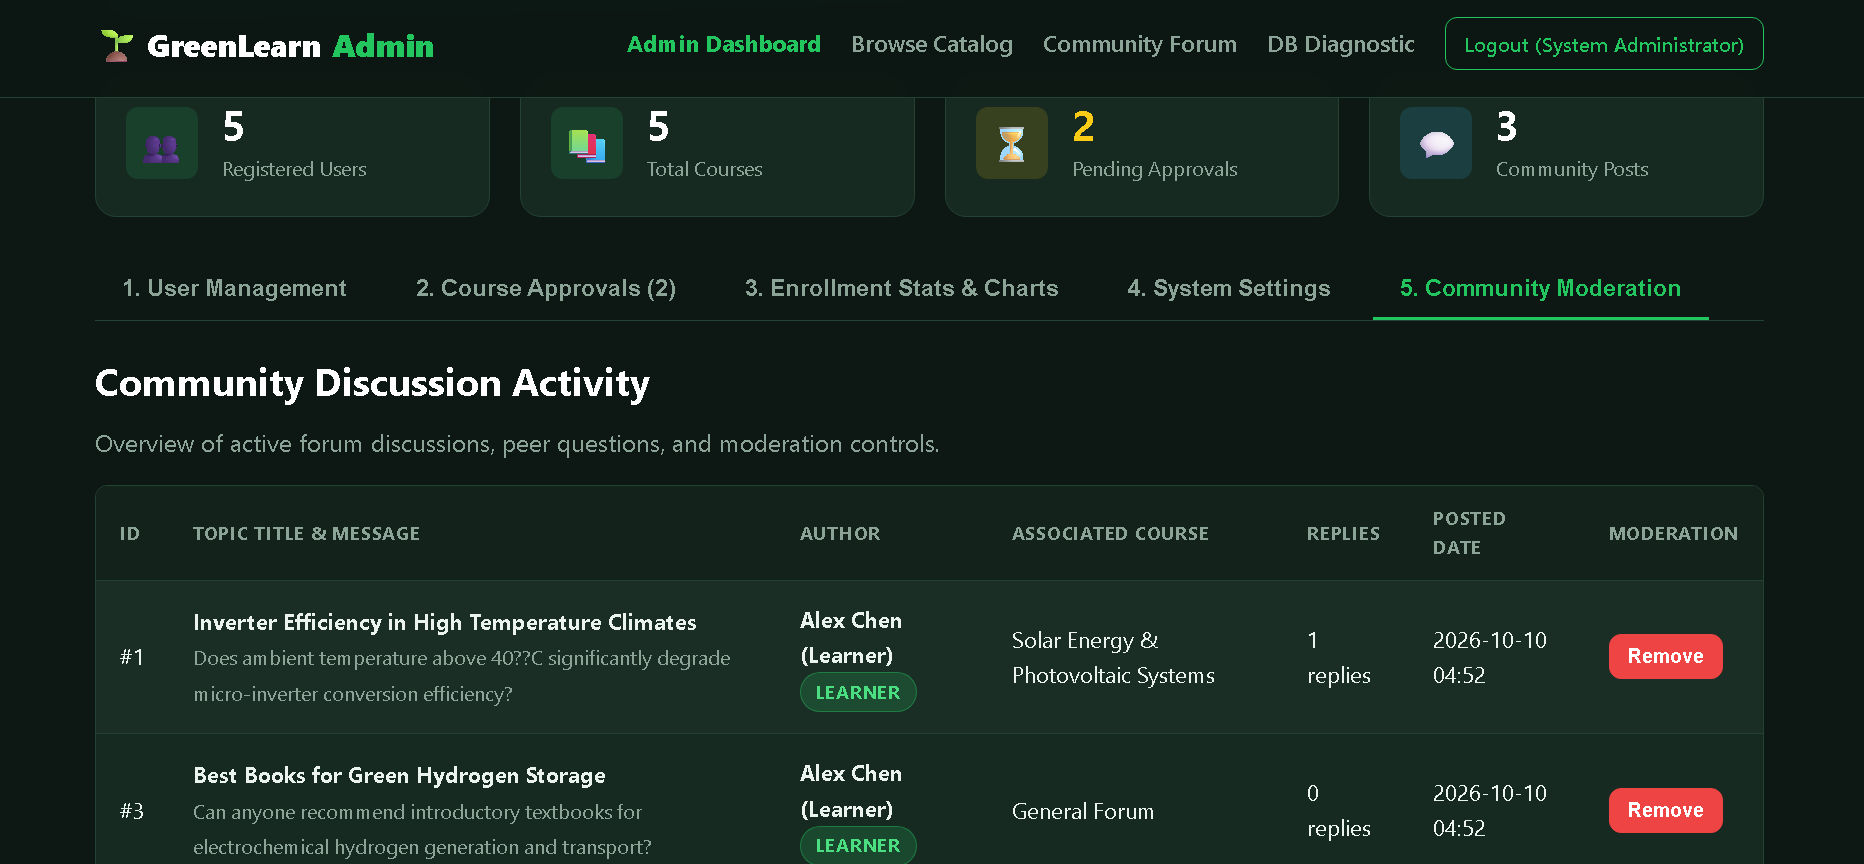 GreenLearn Admin
Admin Dashboard
Browse Catalog
Community Forum
DB Diagnostic
Logout (System Administrator)
5
Registered Users
5
Total Courses
2
Pending Approvals
3
Community Posts
1. User Management
2. Course Approvals (2)
3. Enrollment Stats & Charts
4. System Settings
5. Community Moderation
Community Discussion Activity
Overview of active forum discussions, peer questions, and moderation controls.
ID
TOPIC TITLE & MESSAGE
AUTHOR
ASSOCIATED COURSE
REPLIES
POSTED
DATE
MODERATION
#1
Inverter Efficiency in High Temperature Climates
Does ambient temperature above 40??C significantly degrade
micro-inverter conversion efficiency?
Alex Chen
(Learner)
LEARNER
Solar Energy &
Photovoltaic Systems
1
replies
2026-10-10
04:52
Remove
#3
Best Books for Green Hydrogen Storage
Can anyone recommend introductory textbooks for
electrochemical hydrogen generation and transport?
Alex Chen
(Learner)
LEARNER
General Forum
0
replies
2026-10-10
04:52
Remove